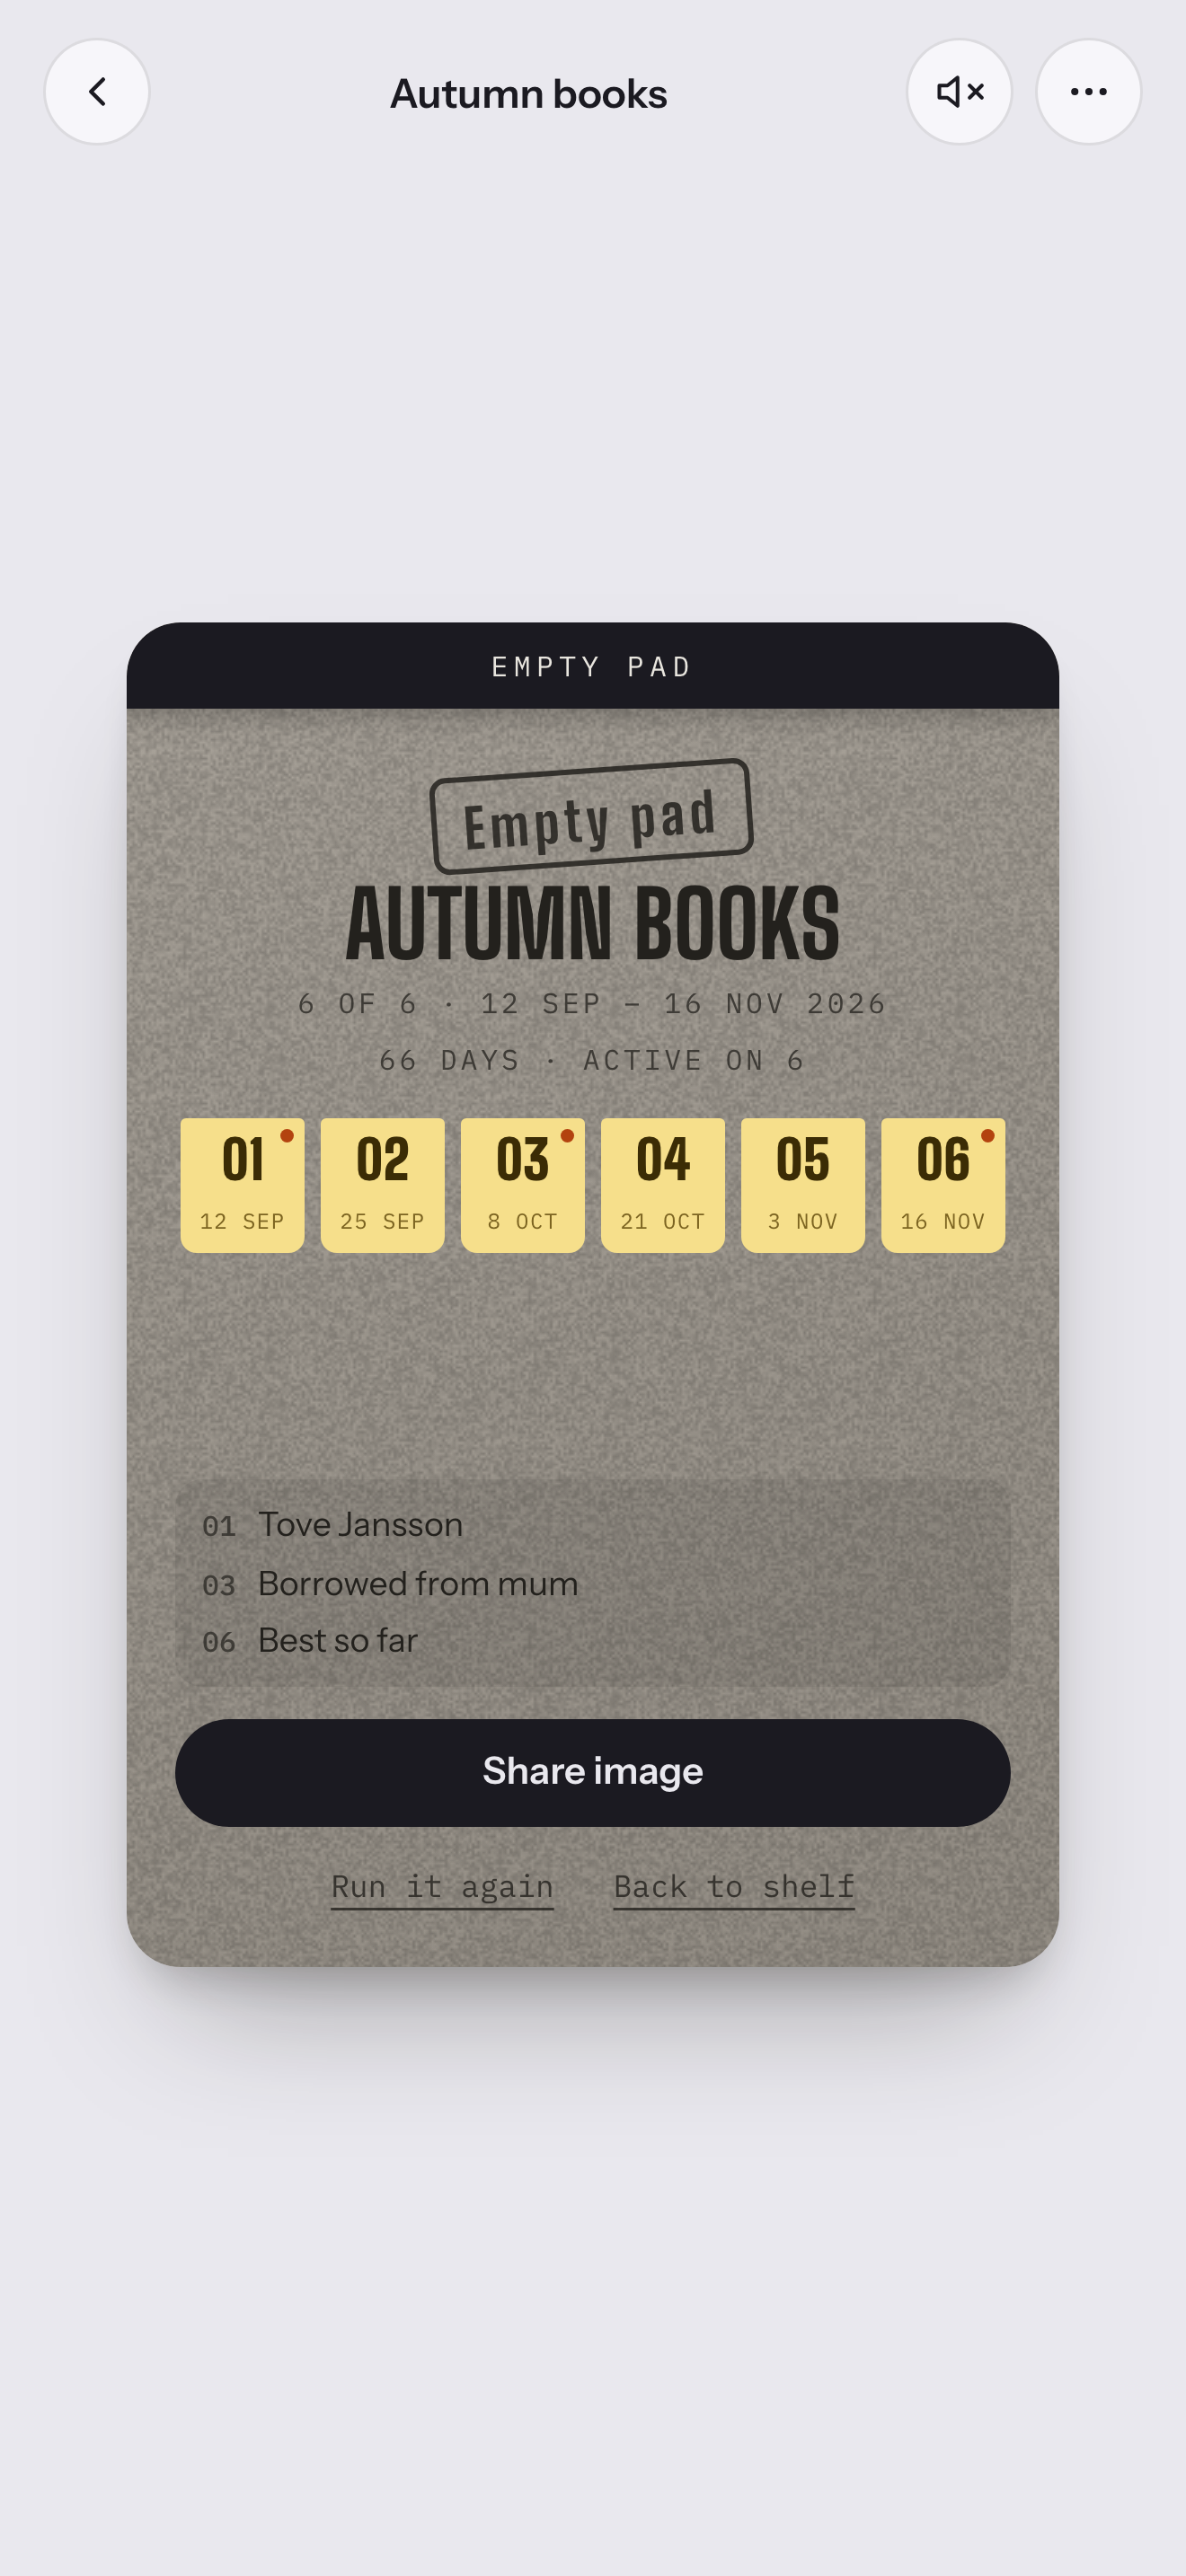 Autumn books
EMPTY PAD
Empty pad
AUTUMN BOOKS
6 OF 6 · 12 SEP – 16 NOV 2026
66 DAYS · ACTIVE ON 6
01 02 03 04 05 06
12 SEP 25 SEP 8 OCT 21 OCT 3 NOV 16 NOV
01 Tove Jansson
03 Borrowed from mum
06 Best so far
Share image
Run it again Back to shelf